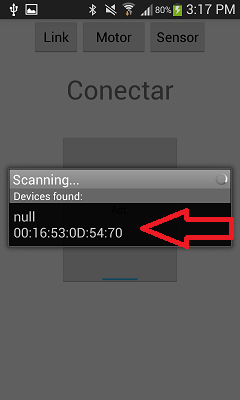 80% 3:17 PM
Link Motor Sensor
Conectar
Scanning...
Devices found:
null
00:16:53:0D:54:70